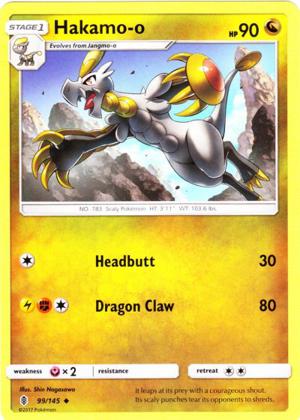 STAGE 1
Hakamo-o
HP 90
Evolves from Jangmo-o
NO. 783 Scaly Pokémon HT: 3'11" WT: 103.6 lbs.
Headbutt 30
Dragon Claw 80
weakness × 2 resistance retreat
Illus. Shin Nagasawa
99/145
©2017 Pokémon
It leaps at its prey with a courageous shout.
Its scaly punches tear its opponents to shreds.